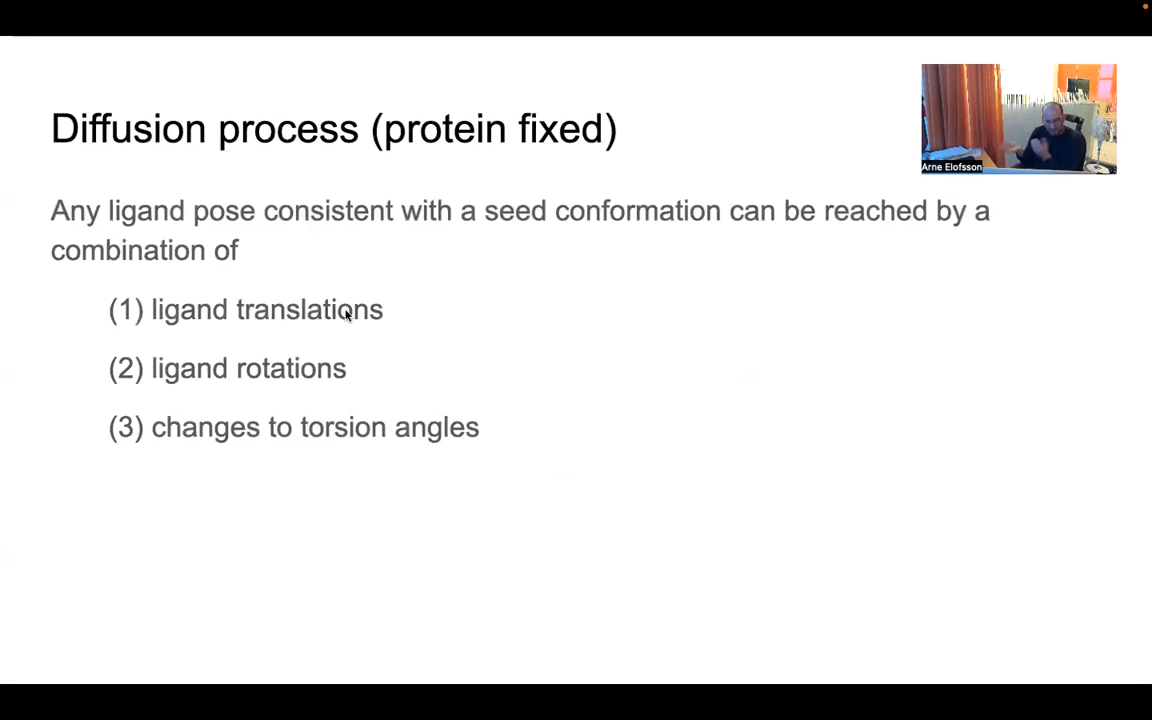 Diffusion process (protein fixed)
Arne Elofsson
Any ligand pose consistent with a seed conformation can be reached by a
combination of
(1) ligand translations
(2) ligand rotations
(3) changes to torsion angles